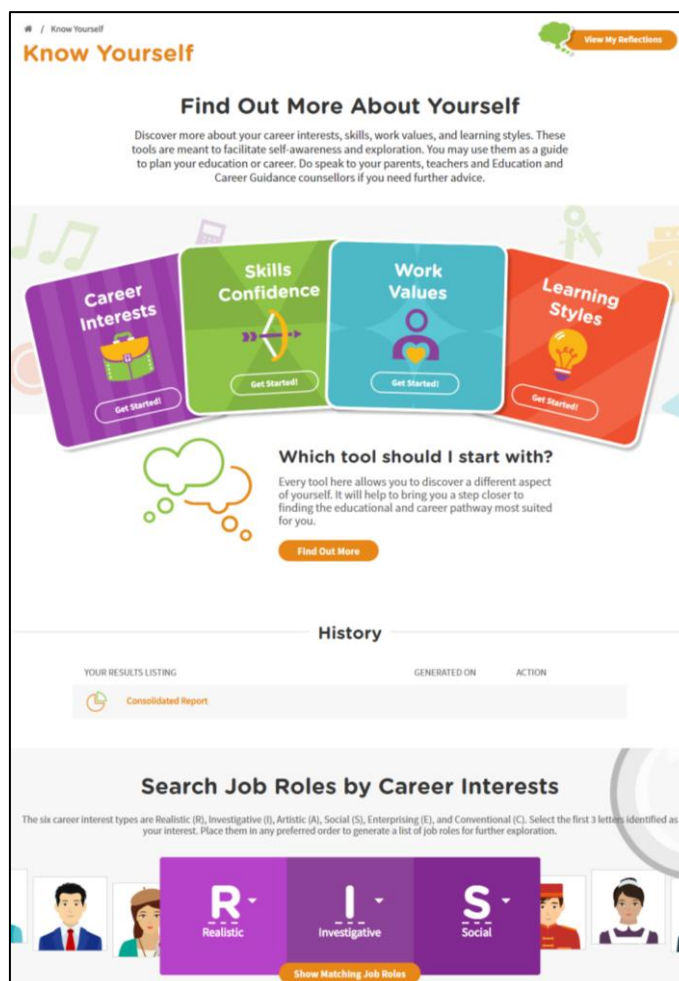 / Know Yourself
Know Yourself
View My Reflections
Find Out More About Yourself
Discover more about your career interests, skills, work values, and learning styles. These
tools are meant to facilitate self-awareness and exploration. You may use them as a guide
to plan your education or career. Do speak to your parents, teachers and Education and
Career Guidance counsellors if you need further advice.
Career
Interests
Get Started!
Skills
Confidence
Get Started!
Work
Values
Get Started!
Learning
Styles
Get Started!
Which tool should I start with?
Every tool here allows you to discover a different aspect
of yourself. It will help to bring you a step closer to
finding the educational and career pathway most suited
for you.
Find Out More
History
YOUR RESULTS LISTING GENERATED ON ACTION
Consolidated Report
Search Job Roles by Career Interests
The six career interest types are Realistic (R), Investigative (I), Artistic (A), Social (S), Enterprising (E), and Conventional (C). Select the first 3 letters identified as
your interest. Place them in any preferred order to generate a list of job roles for further exploration.
R I S
Realistic Investigative Social
Show Matching Job Roles